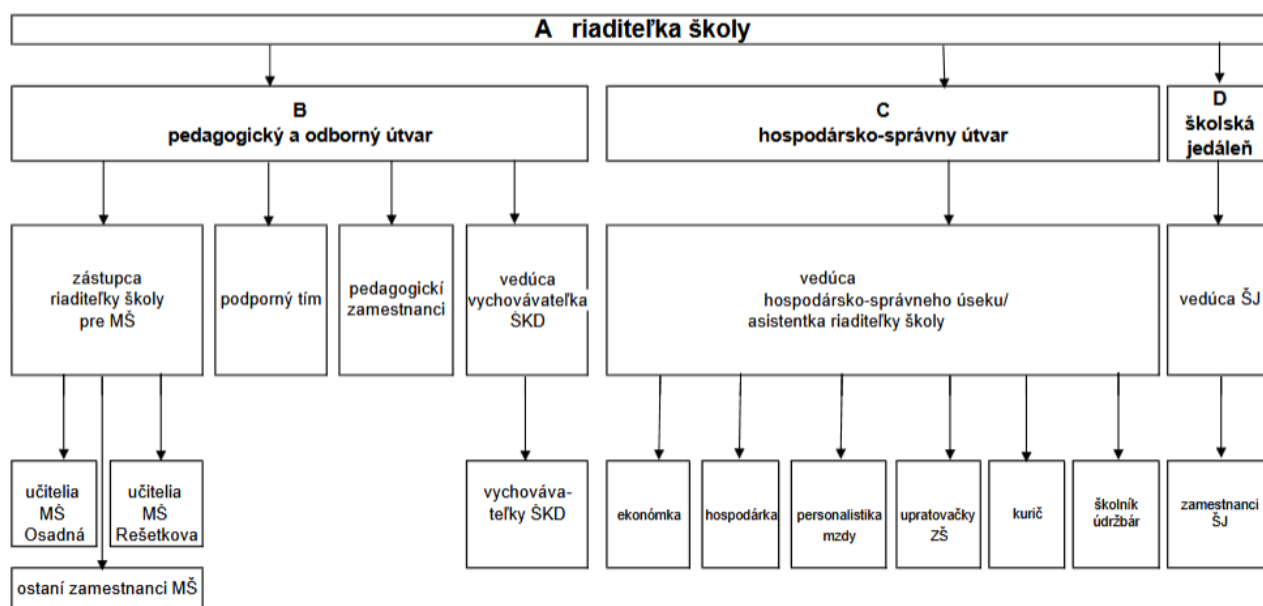 A riaditeľka školy
B
pedagogický a odborný útvar
C
hospodársko-správny útvar
D
školská
jedáleň
zástupca
riaditeľky školy
pre MŠ
podporný tím
pedagogickí
zamestnanci
vedúca
vychovávateľka
ŠKD
vedúca
hospodársko-správneho úseku/
asistentka riaditeľky školy
vedúca ŠJ
učitelia
MŠ
Osadná
učitelia
MŠ
Rešetkova
ostaní zamestnanci MŠ
vychováva-
teľky ŠKD
ekonómka
hospodárka
personalistika
mzdy
upratovačky
ZŠ
kurič
školník
údržbár
zamestnanci
ŠJ